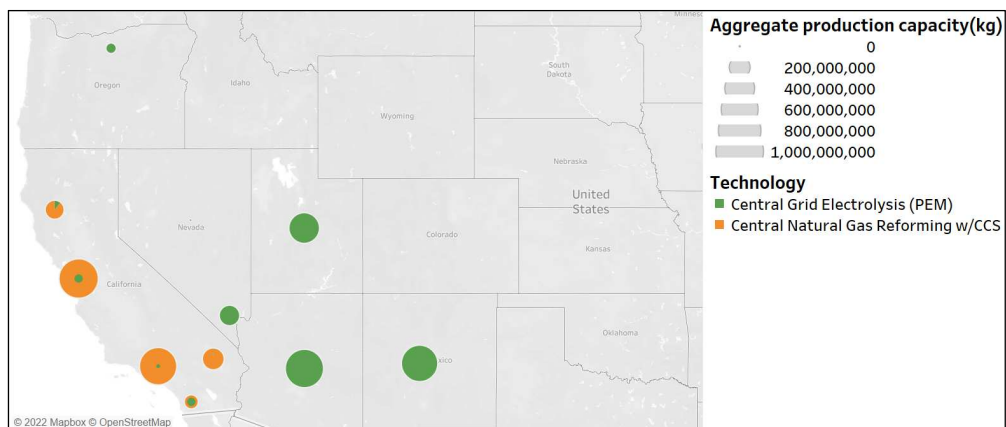 Minnesc
South
Dakota
Oregon
Idaho
Wyoming
Nebraska
United
States
Nevada
Colorado
Kansas
California
Oklahoma
xico
© 2022 Mapbox © OpenStreetMap
Aggregate production capacity(kg)
0
200,000,000
400,000,000
600,000,000
800,000,000
1,000,000,000
Technology
Central Grid Electrolysis (PEM)
Central Natural Gas Reforming w/CCS